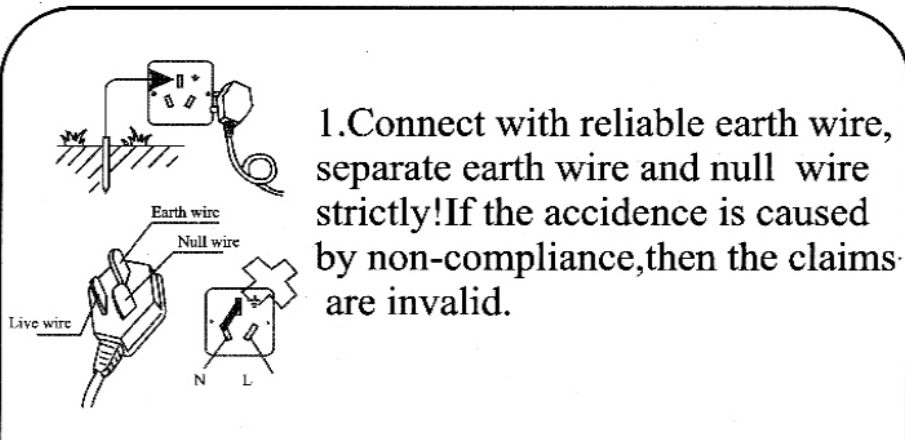 1.Connect with reliable earth wire,
separate earth wire and null wire
strictly!If the accidence is caused
by non-compliance,then the claims
are invalid.
Earth wire
Null wire
Live wire
N L